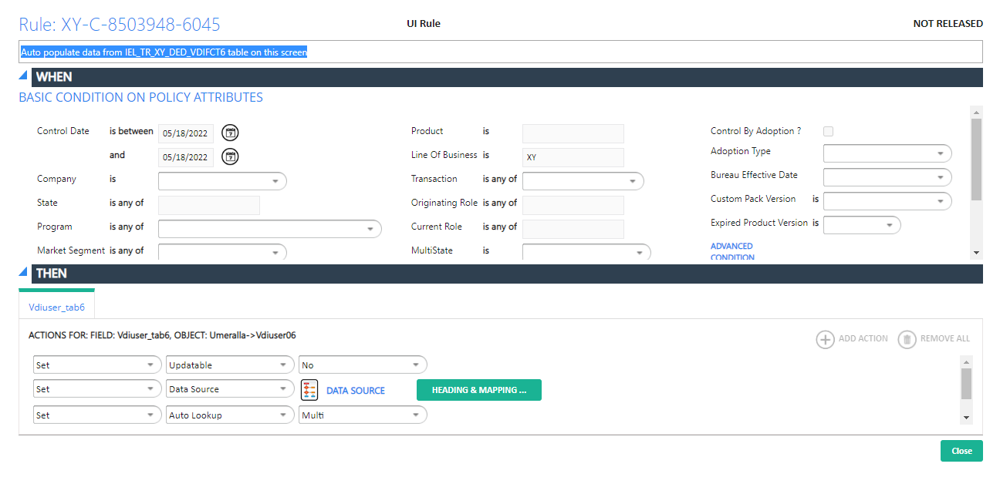 Rule: XY-C-8503948-6045 UI Rule NOT RELEASED
Auto populate data from IEL_TR_XY_DED_VDIFCT6 table on this screen
WHEN
BASIC CONDITION ON POLICY ATTRIBUTES
Control Date is between 05/18/2022 Product is Control By Adoption ?
and 05/18/2022 Line Of Business is XY Adoption Type
Company is Transaction is any of Bureau Effective Date
State is any of Originating Role is any of Custom Pack Version is
Program is any of Current Role is any of Expired Product Version is
Market Segment is any of MultiState is ADVANCED
CONDITION
THEN
Vdiuser_tab6
ACTIONS FOR: FIELD: Vdiuser_tab6, OBJECT: Umeralla->Vdiuser06 ADD ACTION REMOVE ALL
Set Updatable No
Set Data Source DATA SOURCE HEADING & MAPPING ...
Set Auto Lookup Multi
Close